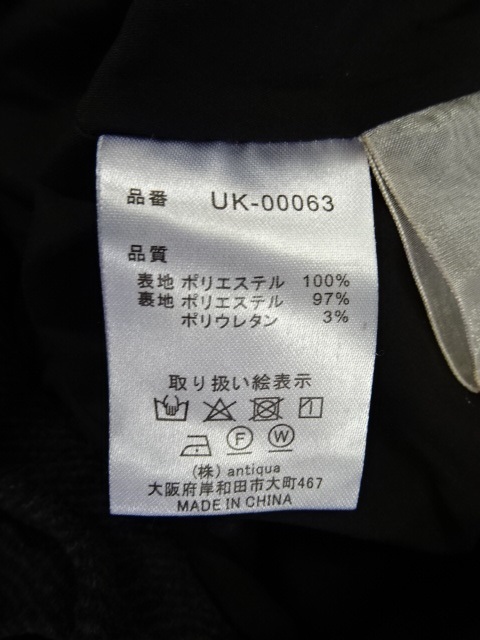 品番 UK-00063
品質
表地 ポリエステル 100%
裏地 ポリエステル 97%
ポリウレタン 3%
取り扱い絵表示
F W
(株) antiqua
大阪府岸和田市大町467
MADE IN CHINA